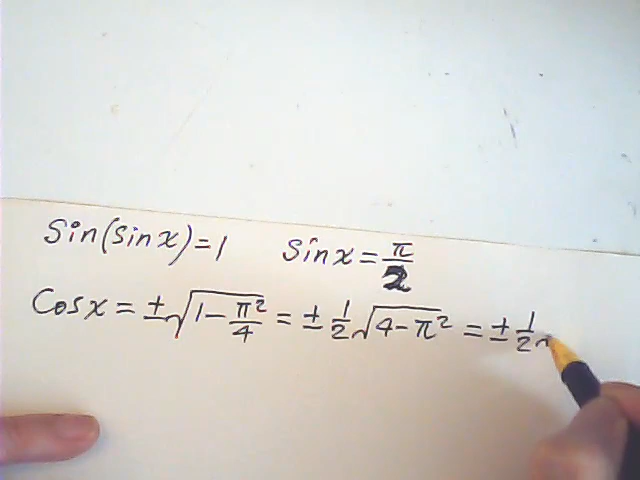 Sin(Sin x) = 1 Sin x = π/2
Cos x = ±√(1 − π²/4) = ± 1/2 √(4 − π²) = ± 1/2 √